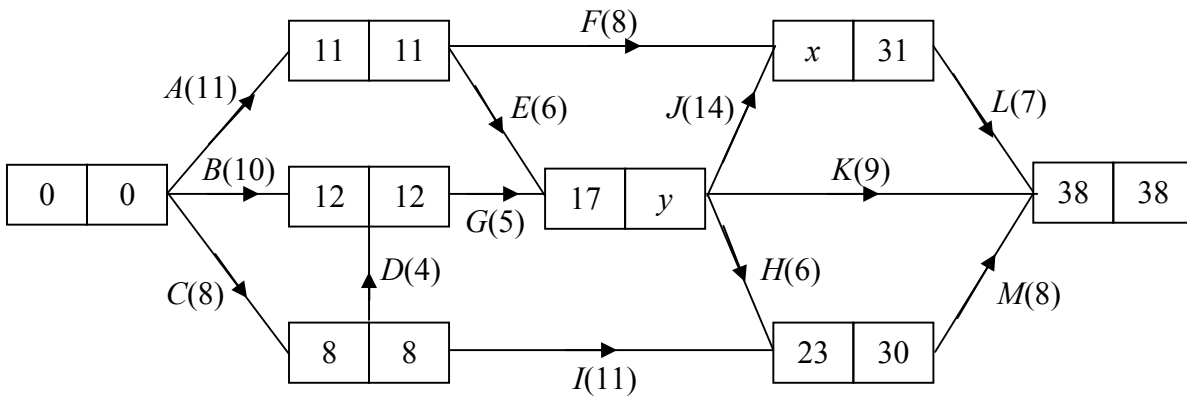 F(8)
11 11
x 31
A(11)
E(6)
J(14)
L(7)
B(10)
K(9)
0 0
12 12
17 y
38 38
G(5)
D(4)
H(6)
C(8)
M(8)
8 8
23 30
I(11)